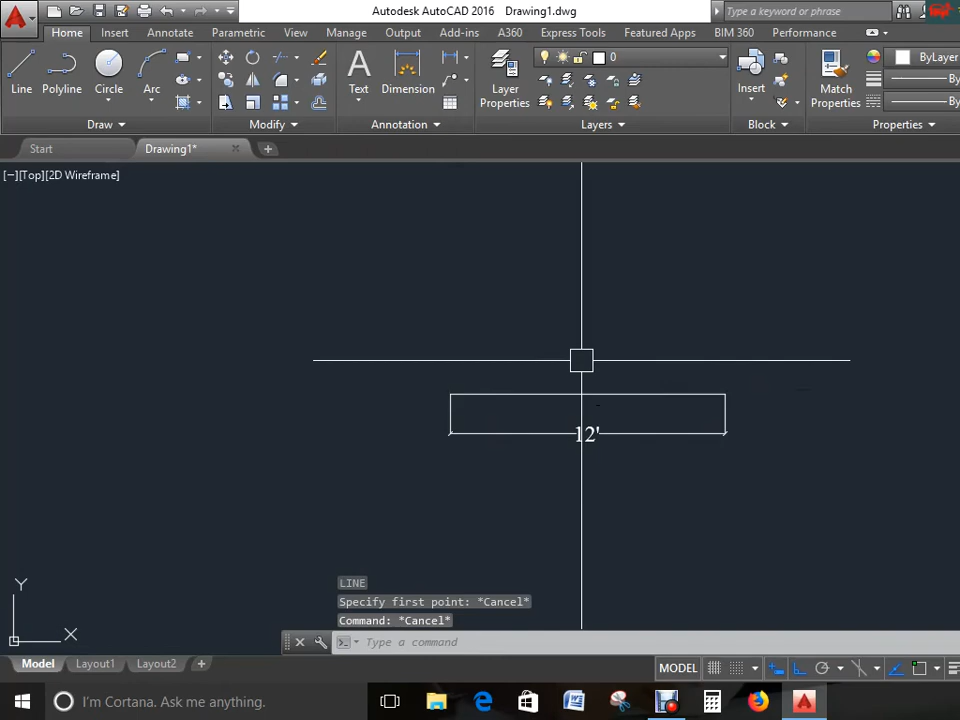 Autodesk AutoCAD 2016 Drawing1.dwg
Type a keyword or phrase
Home Insert Annotate Parametric View Manage Output Add-ins A360 Express Tools Featured Apps BIM 360 Performance
Line Polyline Circle Arc Text Dimension Layer Properties 0 Insert Match Properties ByLayer
Draw Modify Annotation Layers Block Properties
Start Drawing1*
[−][Top][2D Wireframe]
12'
Y
X
LINE
Specify first point: *Cancel*
Command: *Cancel*
Type a command
Model Layout1 Layout2 MODEL
I'm Cortana. Ask me anything.